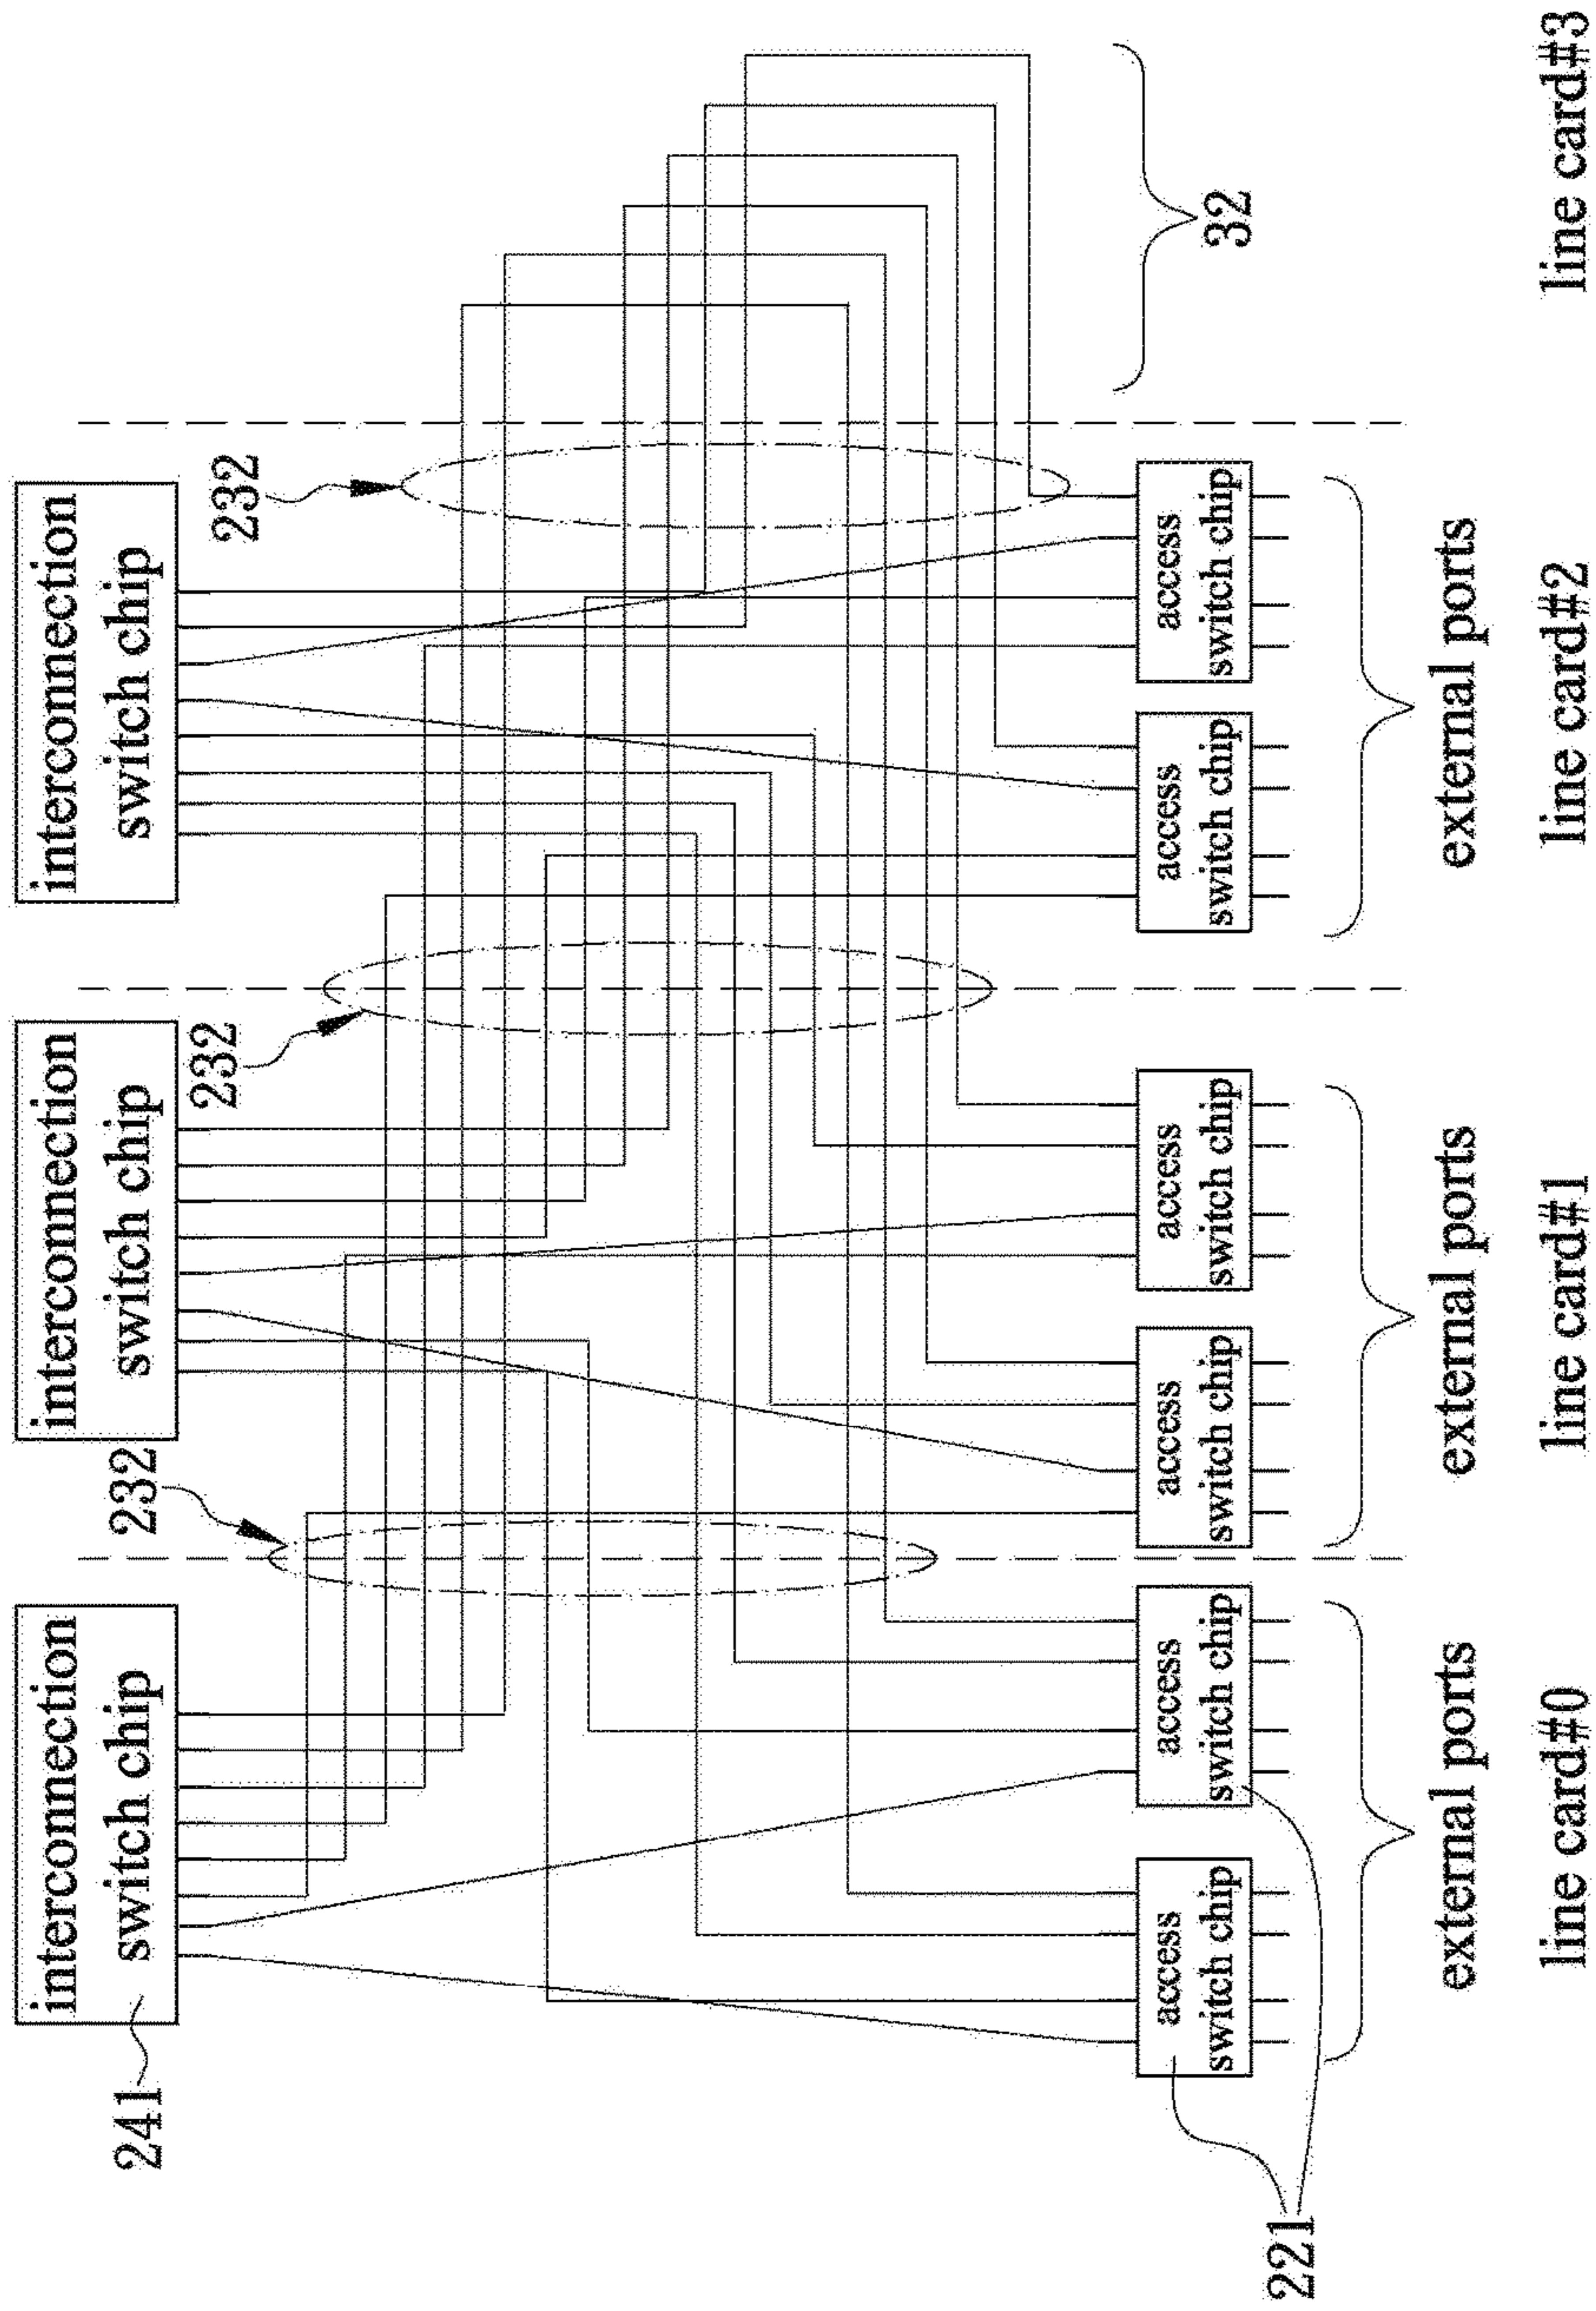 241
interconnection
switch chip
interconnection
switch chip
interconnection
switch chip
232
232
232
221
access
switch chip
access
switch chip
access
switch chip
access
switch chip
access
switch chip
access
switch chip
32
external ports
external ports
external ports
line card#0
line card#1
line card#2
line card#3